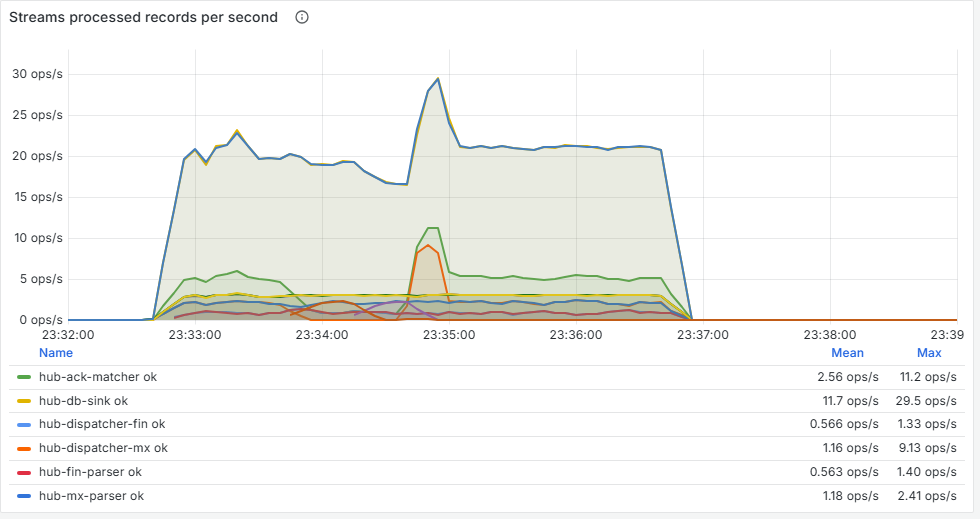 Streams processed records per second
30 ops/s
25 ops/s
20 ops/s
15 ops/s
10 ops/s
5 ops/s
0 ops/s
23:32:00 23:33:00 23:34:00 23:35:00 23:36:00 23:37:00 23:38:00 23:39
Name Mean Max
hub-ack-matcher ok 2.56 ops/s 11.2 ops/s
hub-db-sink ok 11.7 ops/s 29.5 ops/s
hub-dispatcher-fin ok 0.566 ops/s 1.33 ops/s
hub-dispatcher-mx ok 1.16 ops/s 9.13 ops/s
hub-fin-parser ok 0.563 ops/s 1.40 ops/s
hub-mx-parser ok 1.18 ops/s 2.41 ops/s